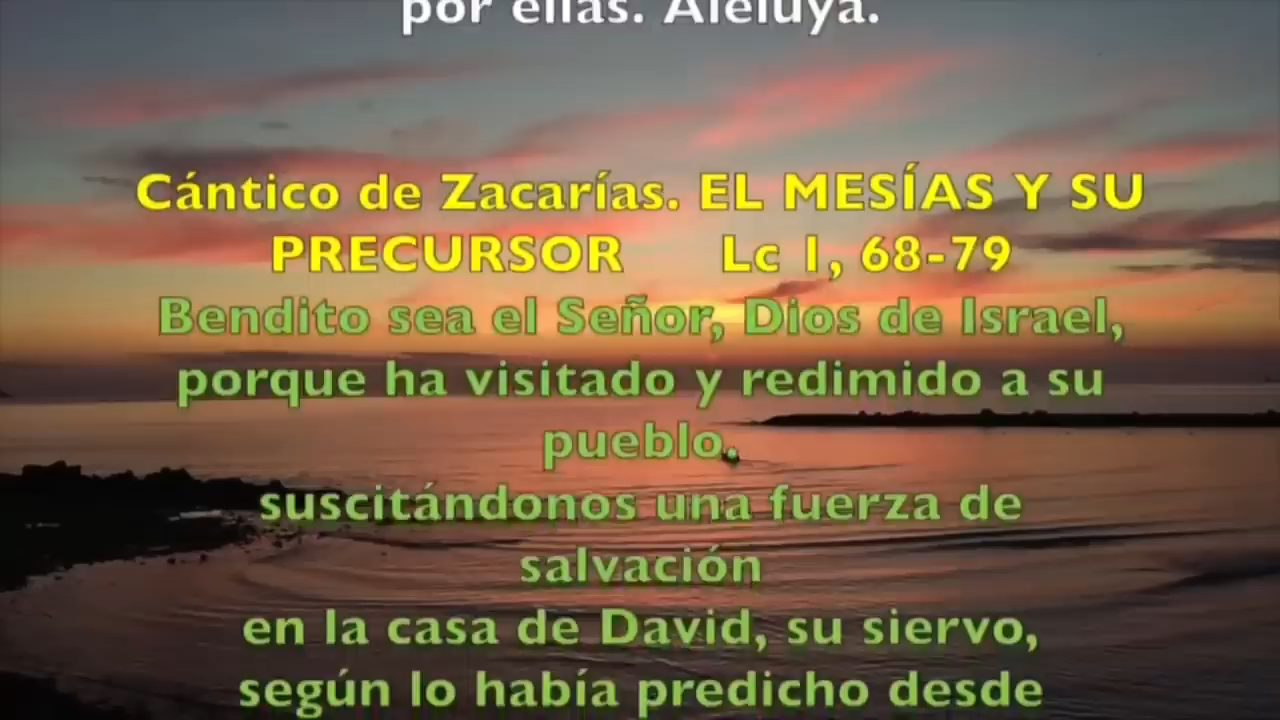 por ellas. Aleluya.
Cántico de Zacarías. EL MESÍAS Y SU
PRECURSOR Lc 1, 68-79
Bendito sea el Señor, Dios de Israel,
porque ha visitado y redimido a su
pueblo.
suscitándonos una fuerza de
salvación
en la casa de David, su siervo,
según lo había predicho desde